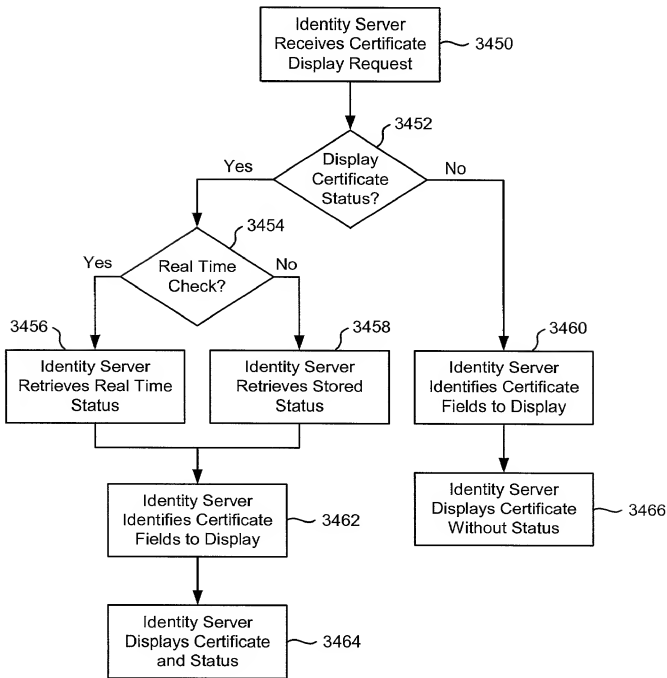 Identity Server
Receives Certificate
Display Request
3450
3452
Display
Certificate
Status?
Yes
No
3454
Real Time
Check?
Yes
No
3456
Identity Server
Retrieves Real Time
Status
3458
Identity Server
Retrieves Stored
Status
3460
Identity Server
Identifies Certificate
Fields to Display
Identity Server
Identifies Certificate
Fields to Display
3462
Identity Server
Displays Certificate
Without Status
3466
Identity Server
Displays Certificate
and Status
3464